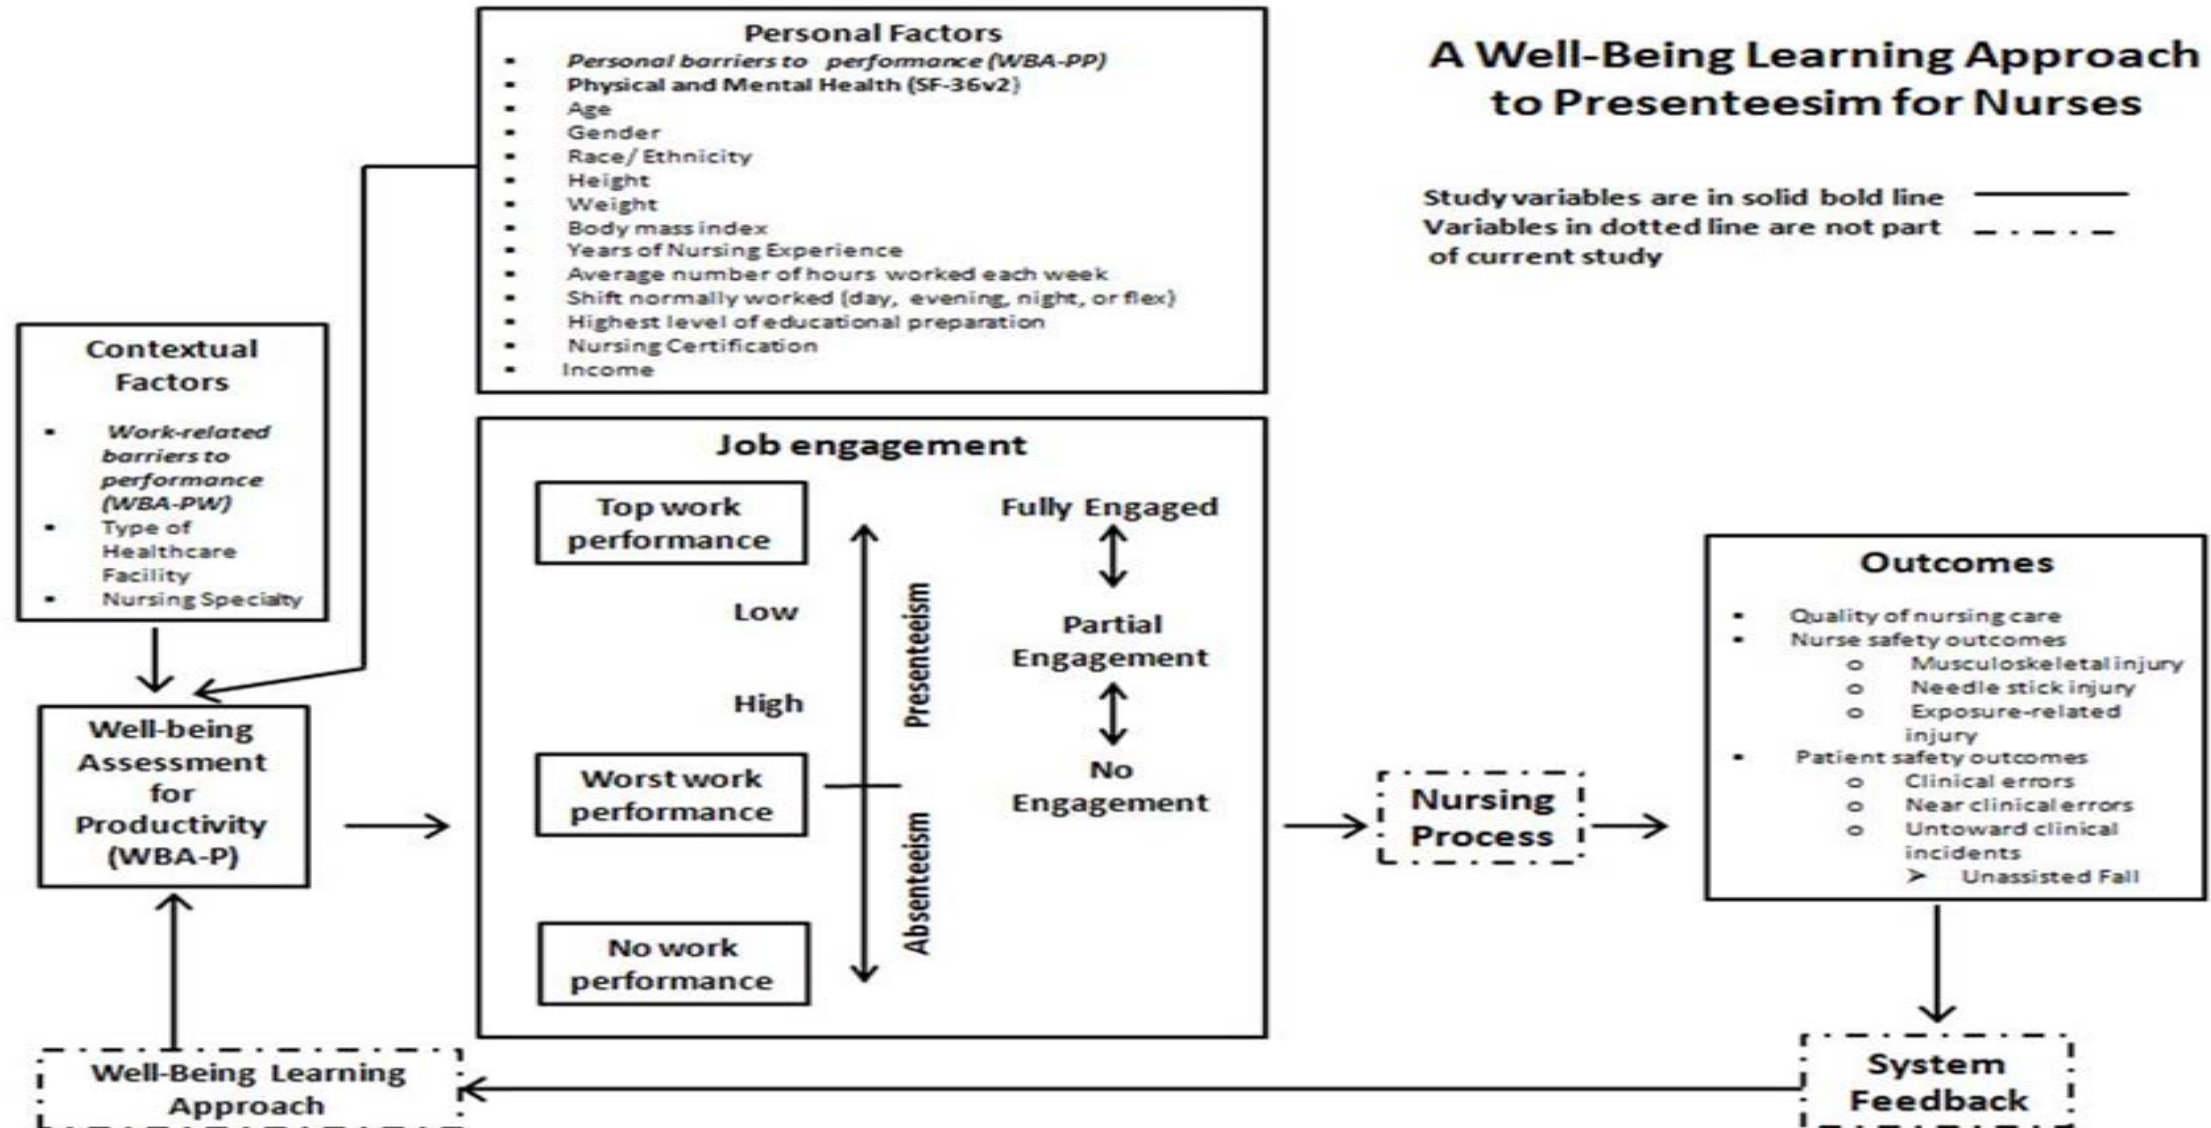 A Well-Being Learning Approach
to Presenteesim for Nurses
Study variables are in solid bold line
Variables in dotted line are not part
of current study
Personal Factors
▪ Personal barriers to performance (WBA-PP)
▪ Physical and Mental Health (SF-36v2)
▪ Age
▪ Gender
▪ Race/ Ethnicity
▪ Height
▪ Weight
▪ Body mass index
▪ Years of Nursing Experience
▪ Average number of hours worked each week
▪ Shift normally worked (day, evening, night, or flex)
▪ Highest level of educational preparation
▪ Nursing Certification
▪ Income
Contextual
Factors
▪ Work-related
barriers to
performance
(WBA-PW)
▪ Type of
Healthcare
Facility
▪ Nursing Specialty
Well-being
Assessment
for
Productivity
(WBA-P)
Job engagement
Top work
performance
Low
High
Worst work
performance
No work
performance
Presenteeism
Absenteeism
Fully Engaged
Partial
Engagement
No
Engagement
Nursing
Process
Outcomes
▪ Quality of nursing care
▪ Nurse safety outcomes
o Musculoskeletal injury
o Needle stick injury
o Exposure-related
injury
▪ Patient safety outcomes
o Clinical errors
o Near clinical errors
o Untoward clinical
incidents
➢ Unassisted Fall
System
Feedback
Well-Being Learning
Approach